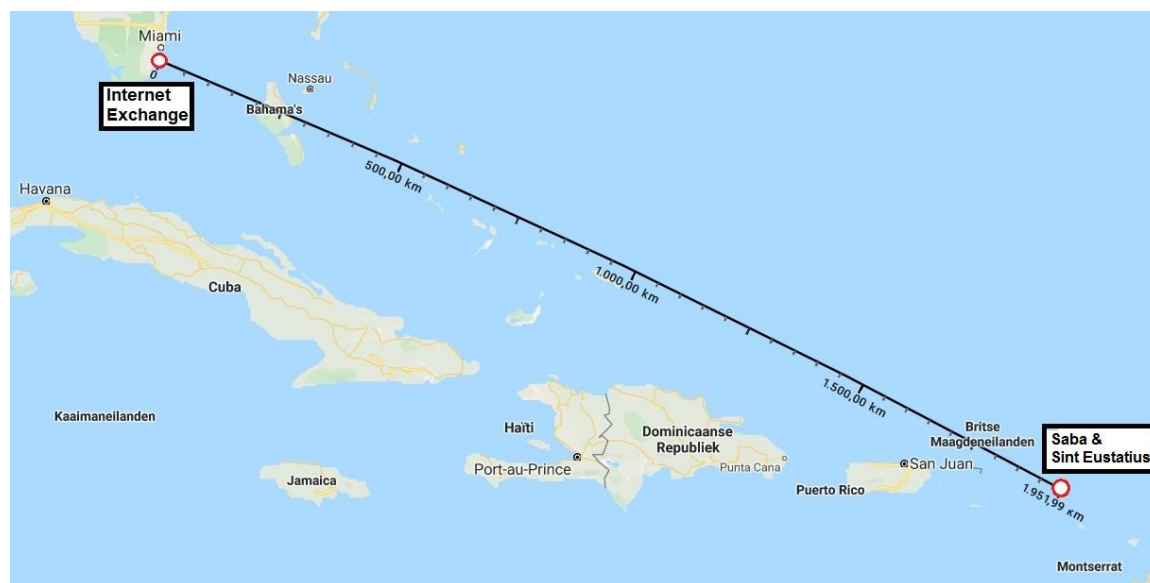 Miami
0
Internet
Exchange
Nassau
Bahama's
500,00 km
Havana
Cuba
1.000,00 km
Kaaimaneilanden
1.500,00 km
Haïti
Dominicaanse
Republiek
Britse
Maagdeneilanden
Saba &
Sint Eustatius
Port-au-Prince
Punta Cana
San Juan
Jamaica
Puerto Rico
1.951,99 км
Montserrat